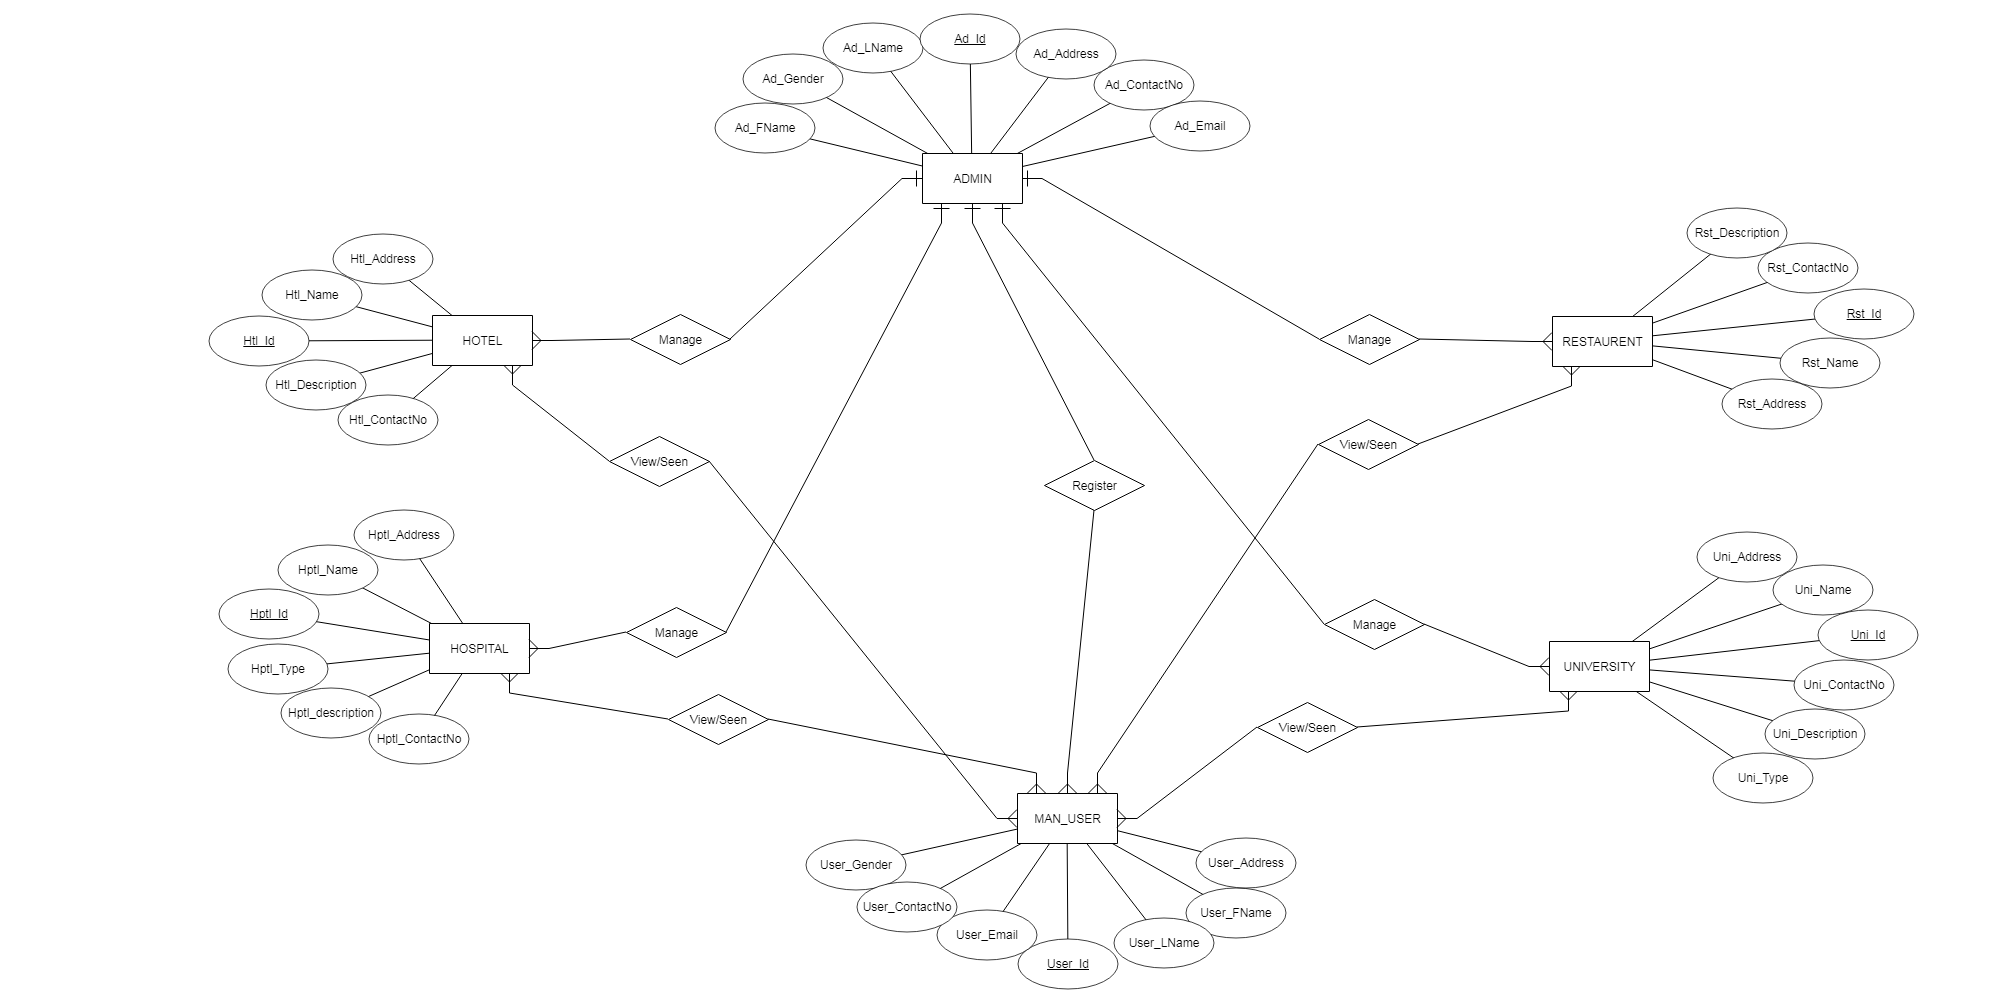 Ad_Id
Ad_LName
Ad_Address
Ad_Gender
Ad_ContactNo
Ad_FName
Ad_Email
ADMIN
Htl_Address
Htl_Name
Htl_Id
Htl_Description
Htl_ContactNo
HOTEL
Manage
Manage
Rst_Description
Rst_ContactNo
Rst_Id
Rst_Name
Rst_Address
RESTAURENT
View/Seen
View/Seen
Register
Hptl_Address
Hptl_Name
Hptl_Id
Hptl_Type
Hptl_description
Hptl_ContactNo
HOSPITAL
Manage
Manage
Uni_Address
Uni_Name
Uni_Id
Uni_ContactNo
Uni_Description
Uni_Type
UNIVERSITY
View/Seen
View/Seen
MAN_USER
User_Gender
User_ContactNo
User_Email
User_Id
User_LName
User_FName
User_Address